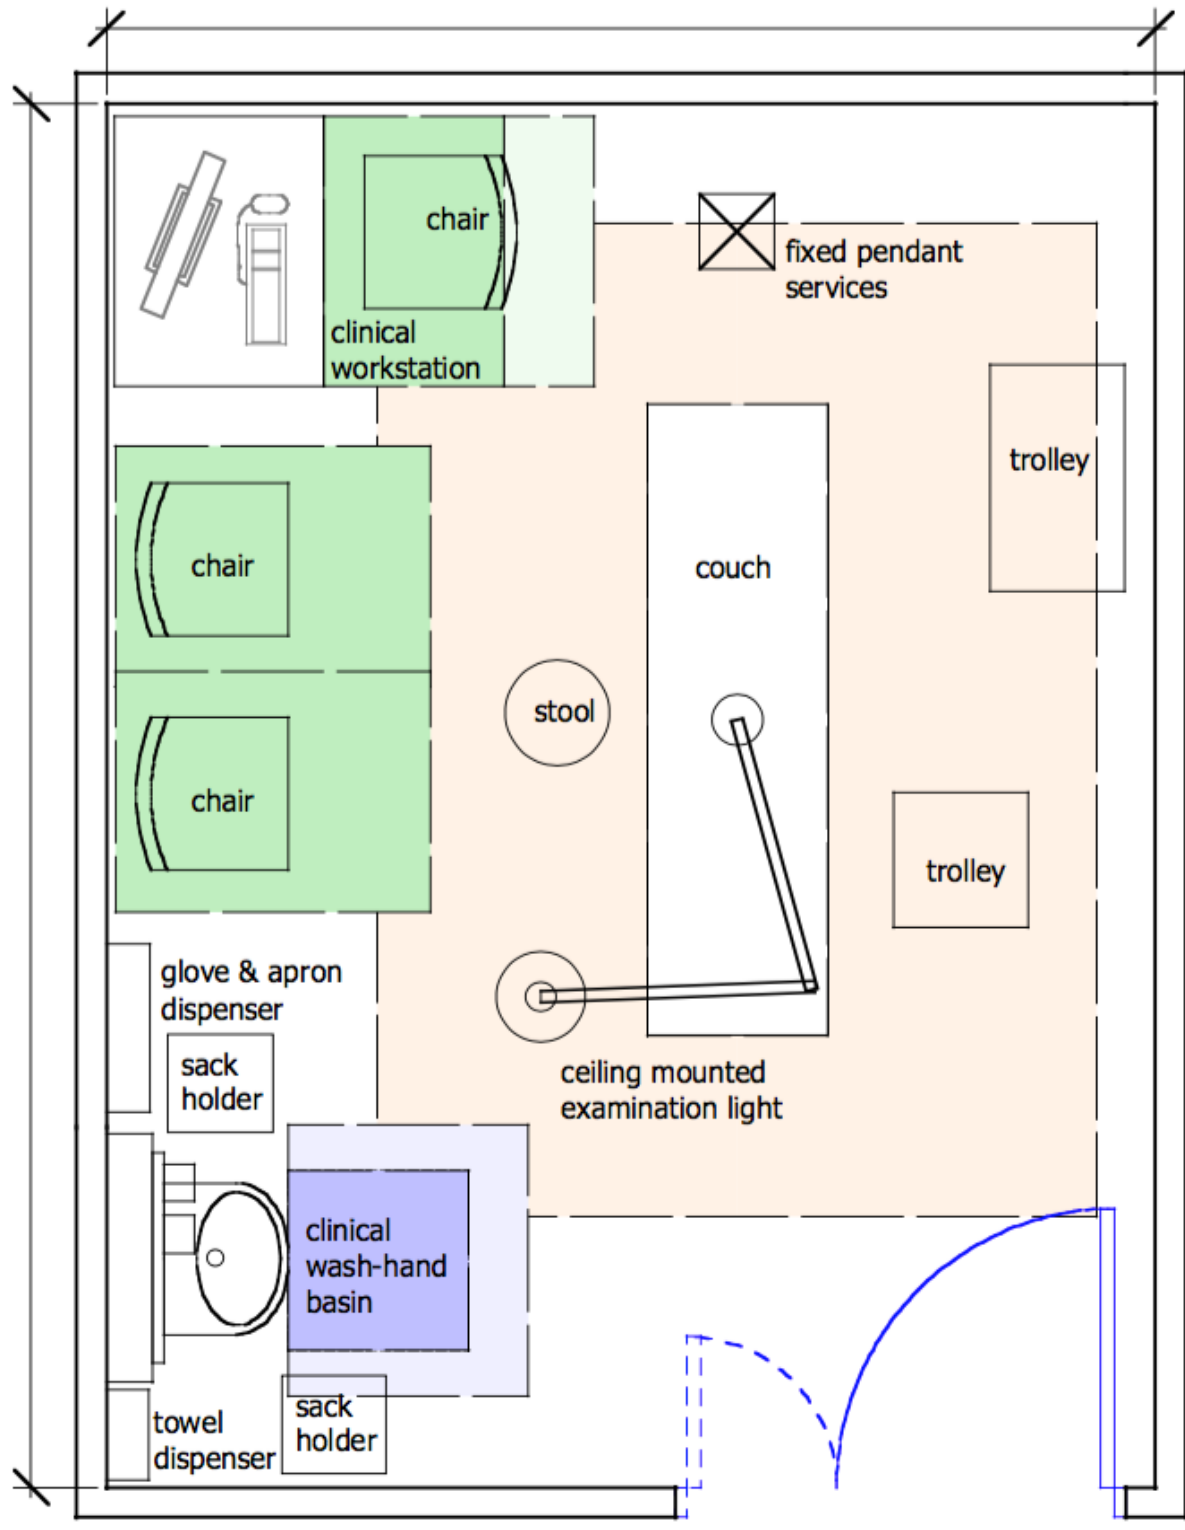 chair
fixed pendant
services
clinical
workstation
trolley
chair
couch
stool
chair
trolley
glove & apron
dispenser
sack
holder
ceiling mounted
examination light
clinical
wash-hand
basin
sack
holder
towel
dispenser